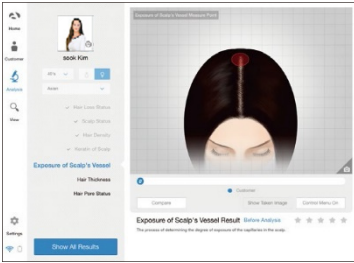 Home
Customer
Analysis
View
Settings
sook Kim
40's
Asian
Hair Loss Status
Scalp Status
Hair Density
Keratin of Scalp
Exposure of Scalp's Vessel
Hair Thickness
Hair Pore Status
Show All Results
Exposure of Scalp's Vessel Measure Point
Customer
Compare
Show Taken Image
Control Menu On
Exposure of Scalp's Vessel Result Before Analysis
The process of determining the degree of exposure of the capillaries in the scalp.